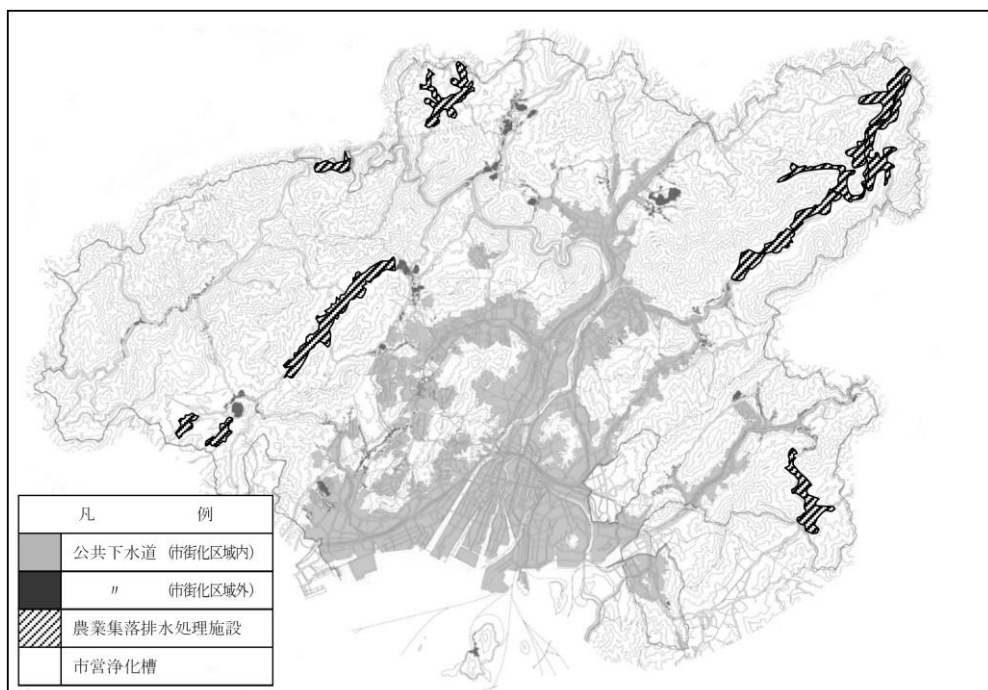 凡　例
公共下水道（市街化区域内）
〃（市街化区域外）
農業集落排水処理施設
市営浄化槽